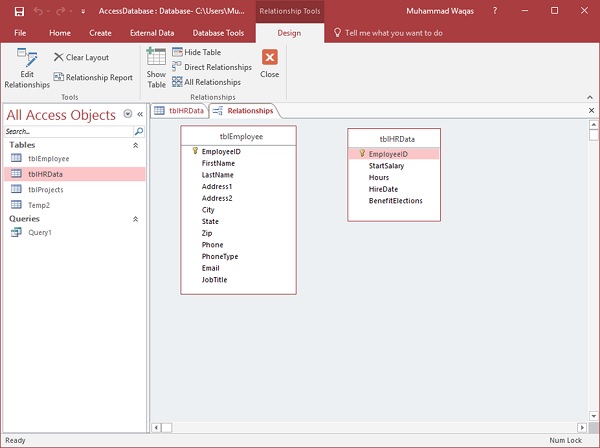 AccessDatabase : Database- C:\Users\Mu... Relationship Tools Muhammad Waqas ?
File Home Create External Data Database Tools Design Tell me what you want to do
Edit Relationships
Clear Layout
Relationship Report
Tools
Show Table
Hide Table
Direct Relationships
All Relationships
Relationships
Close
All Access Objects
Search...
Tables
tblEmployee
tblHRData
tblProjects
Temp2
Queries
Query1
tblHRData Relationships
tblEmployee
EmployeeID
FirstName
LastName
Address1
Address2
City
State
Zip
Phone
PhoneType
Email
JobTitle
tblHRData
EmployeeID
StartSalary
Hours
HireDate
BenefitElections
Ready Num Lock